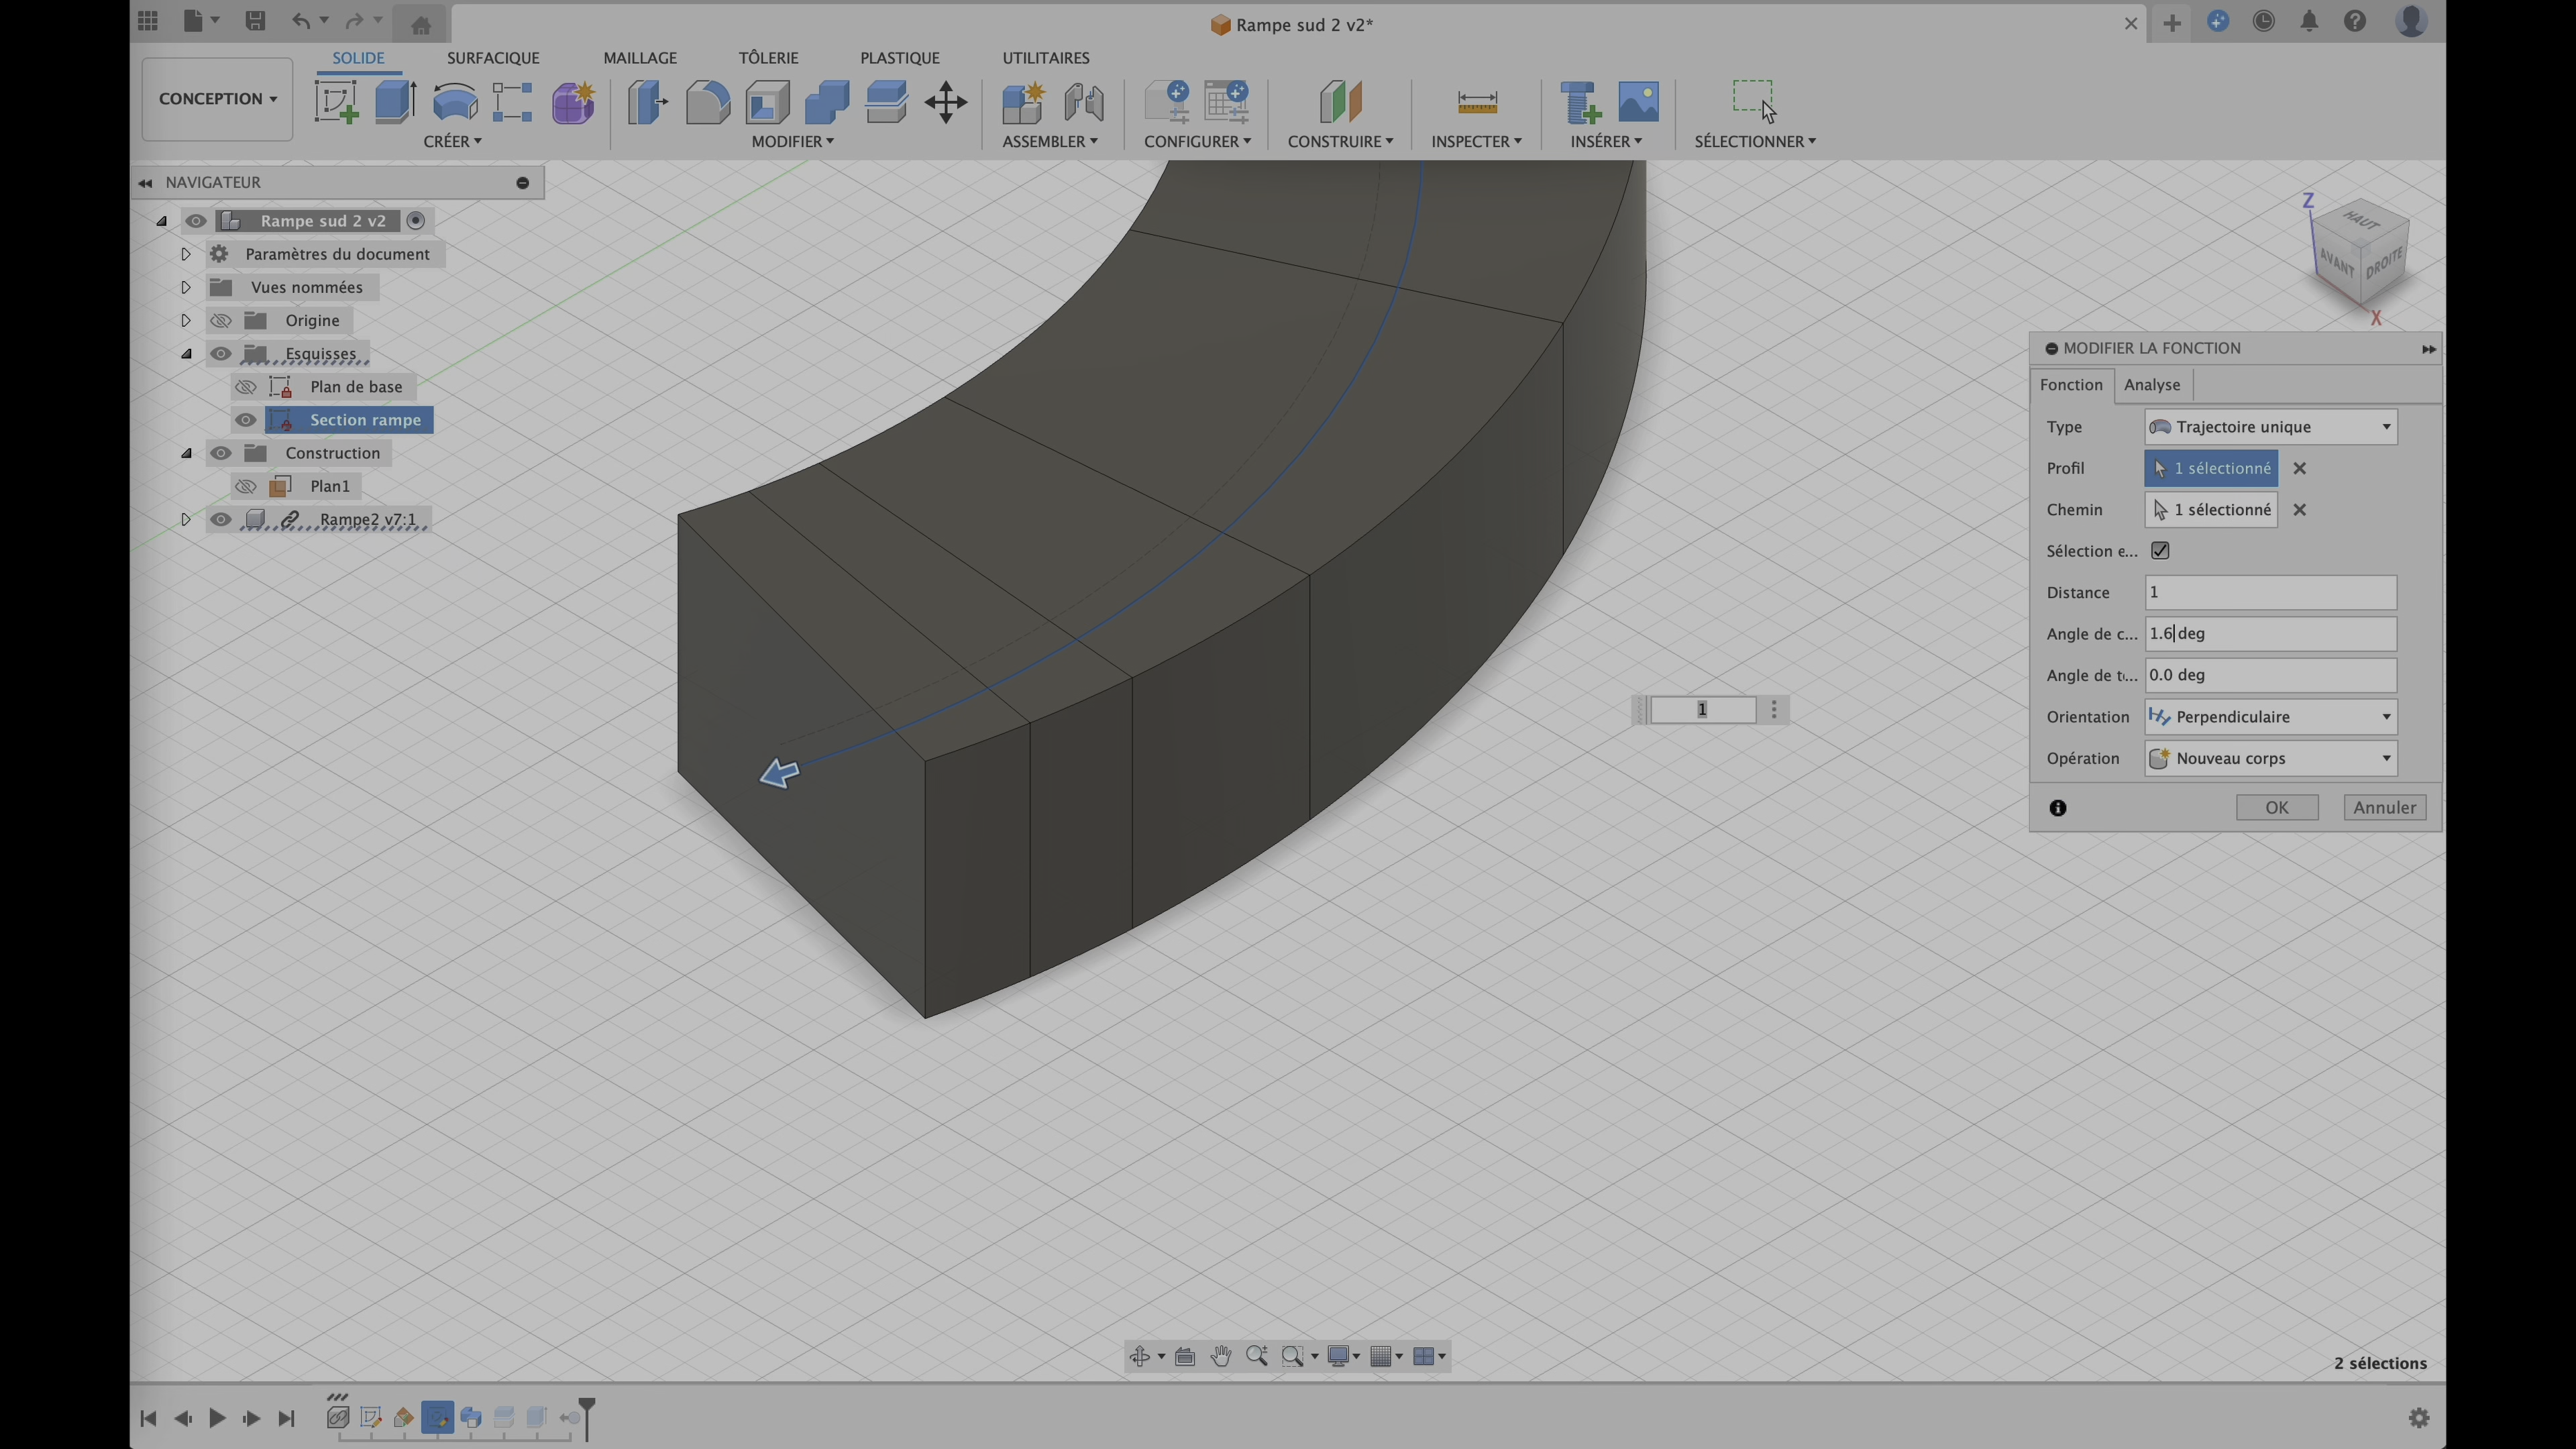 Rampe sud 2 v2*
SOLIDE SURFACIQUE MAILLAGE TÔLERIE PLASTIQUE UTILITAIRES
CONCEPTION
CRÉER MODIFIER ASSEMBLER CONFIGURER CONSTRUIRE INSPECTER INSÉRER SÉLECTIONNER
NAVIGATEUR
Rampe sud 2 v2
Paramètres du document
Vues nommées
Origine
Esquisses
Plan de base
Section rampe
Construction
Plan1
Rampe2 v7:1
Z
HAUT
AVANT DROITE
X
MODIFIER LA FONCTION
Fonction Analyse
Type Trajectoire unique
Profil 1 sélectionné
Chemin 1 sélectionné
Sélection e...
Distance 1
Angle de c... 1.6 deg
Angle de t... 0.0 deg
Orientation Perpendiculaire
Opération Nouveau corps
OK Annuler
1
2 sélections